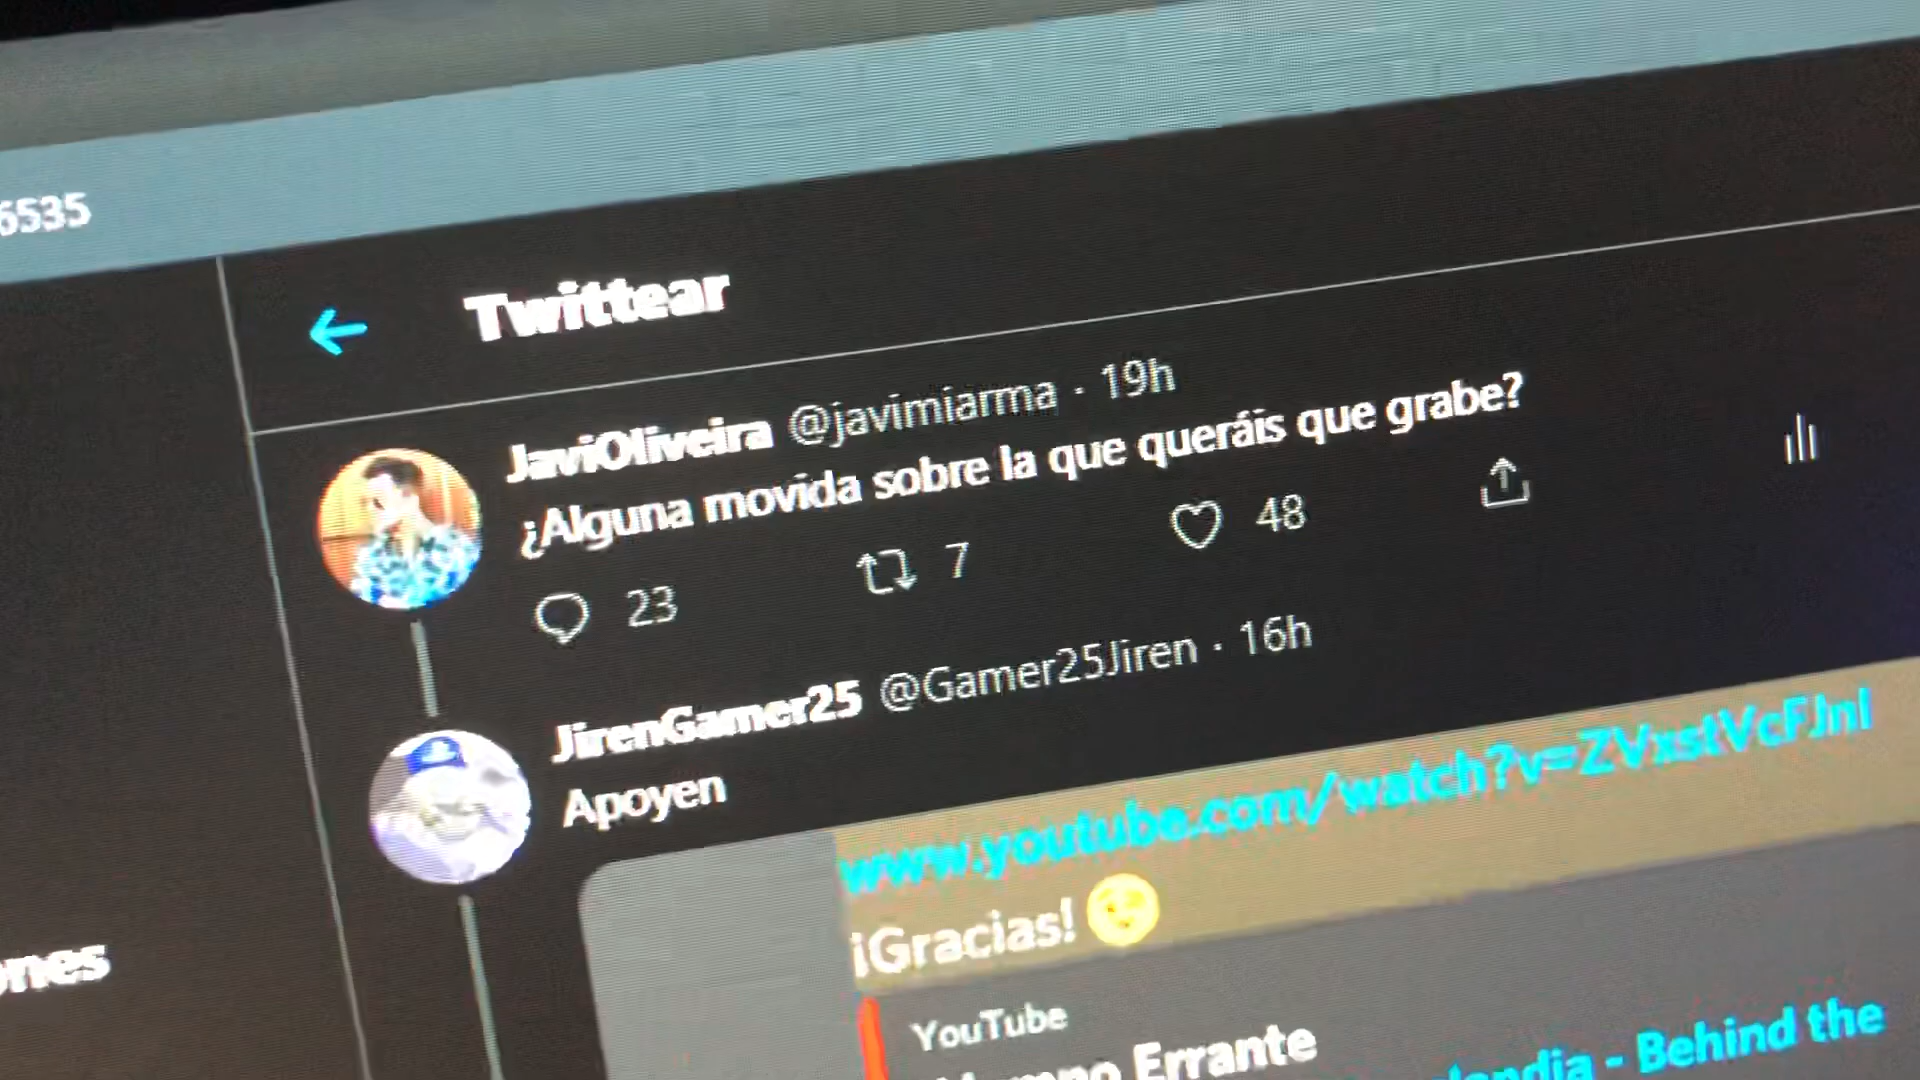 6535
Twittear
JaviOliveira @javimiarma · 19h
¿Alguna movida sobre la que queráis que grabe?
23 7 48
JirenGamer25 @Gamer25Jiren · 16h
Apoyen
www.youtube.com/watch?v=ZVxstVcFJnI
¡Gracias!
YouTube
Errante
- Behind the
ones